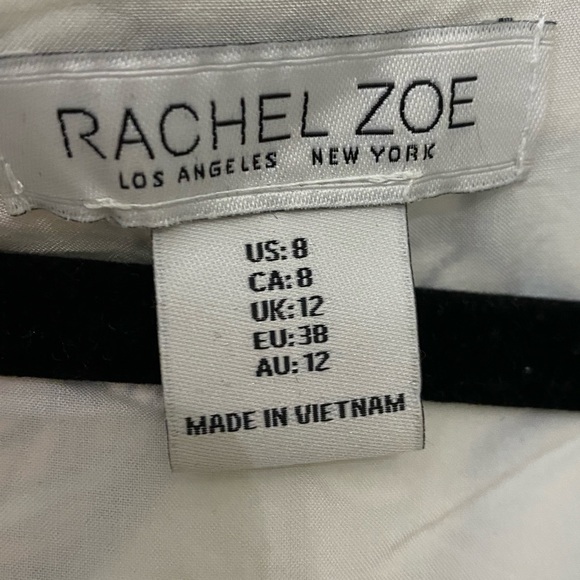 RACHEL ZOE
LOS ANGELES NEW YORK
US: 8
CA: 8
UK: 12
EU: 38
AU: 12
MADE IN VIETNAM